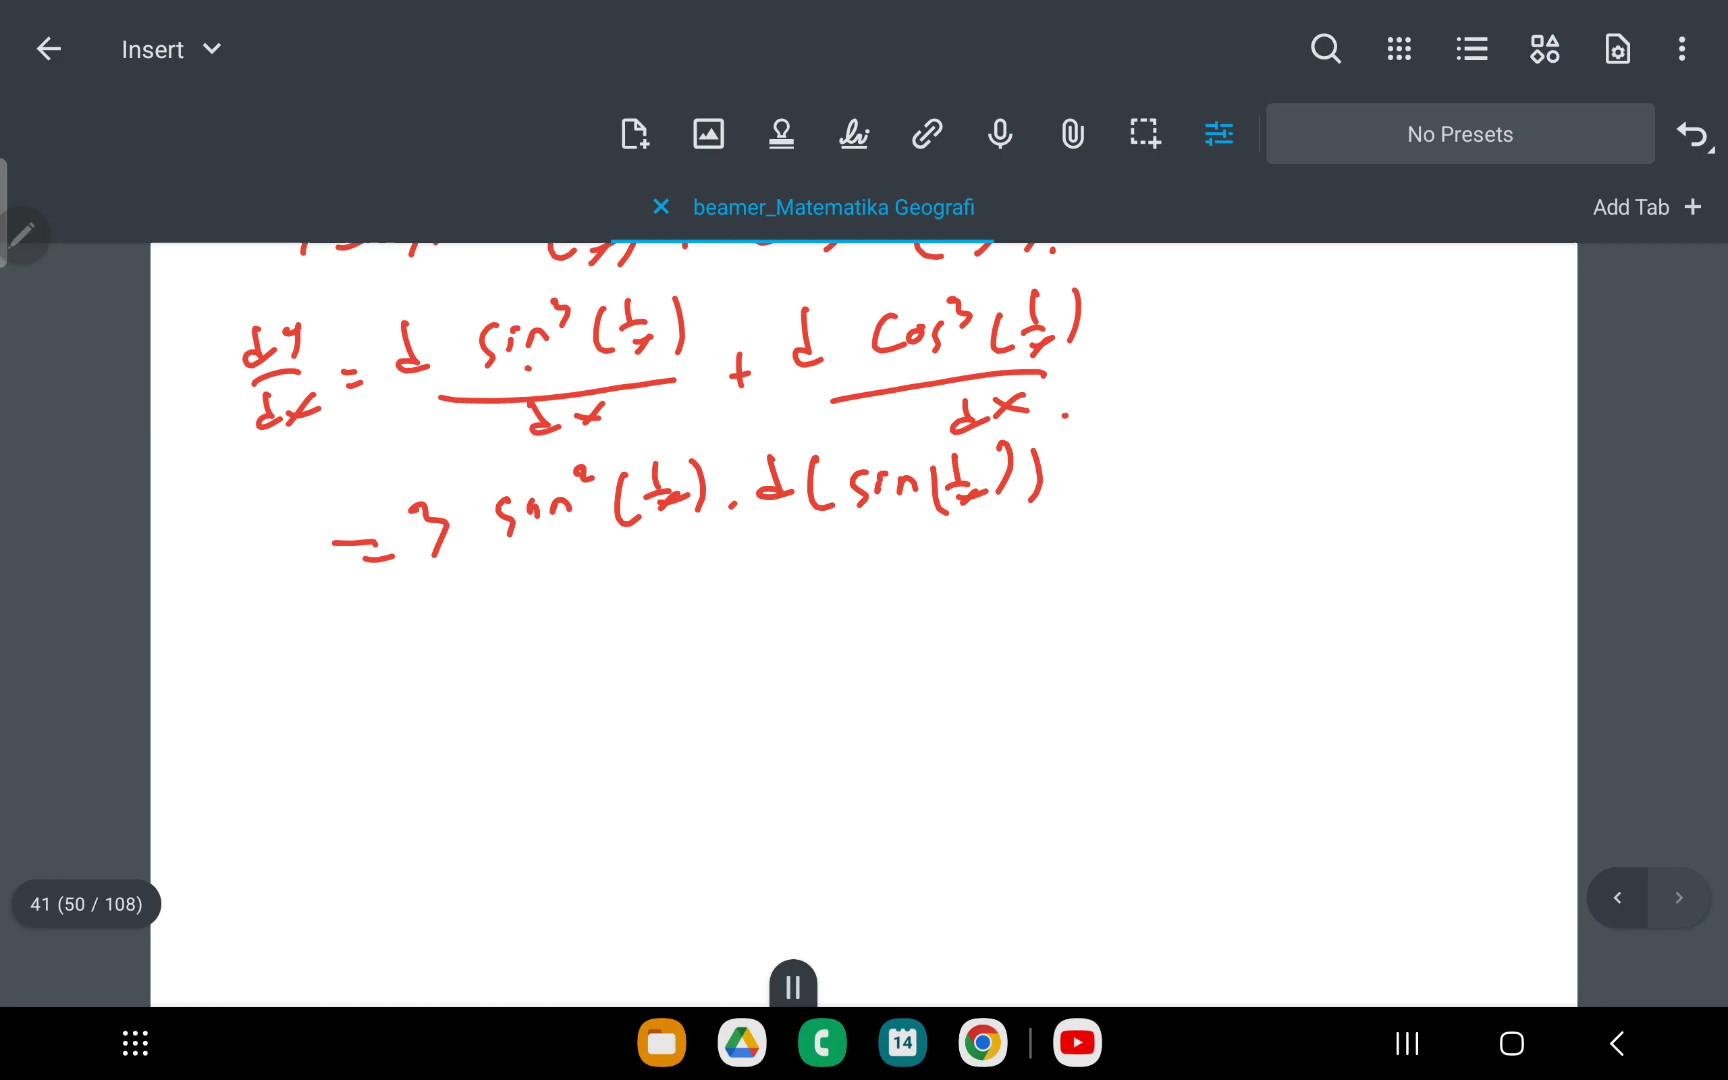 Insert
No Presets
beamer_Matematika Geografi
Add Tab +
dy/dx = d sin³(1/x)/dx + d cos³(1/x)/dx .
= 3 sin²(1/x) . d(sin(1/x))
41 (50 / 108)
14